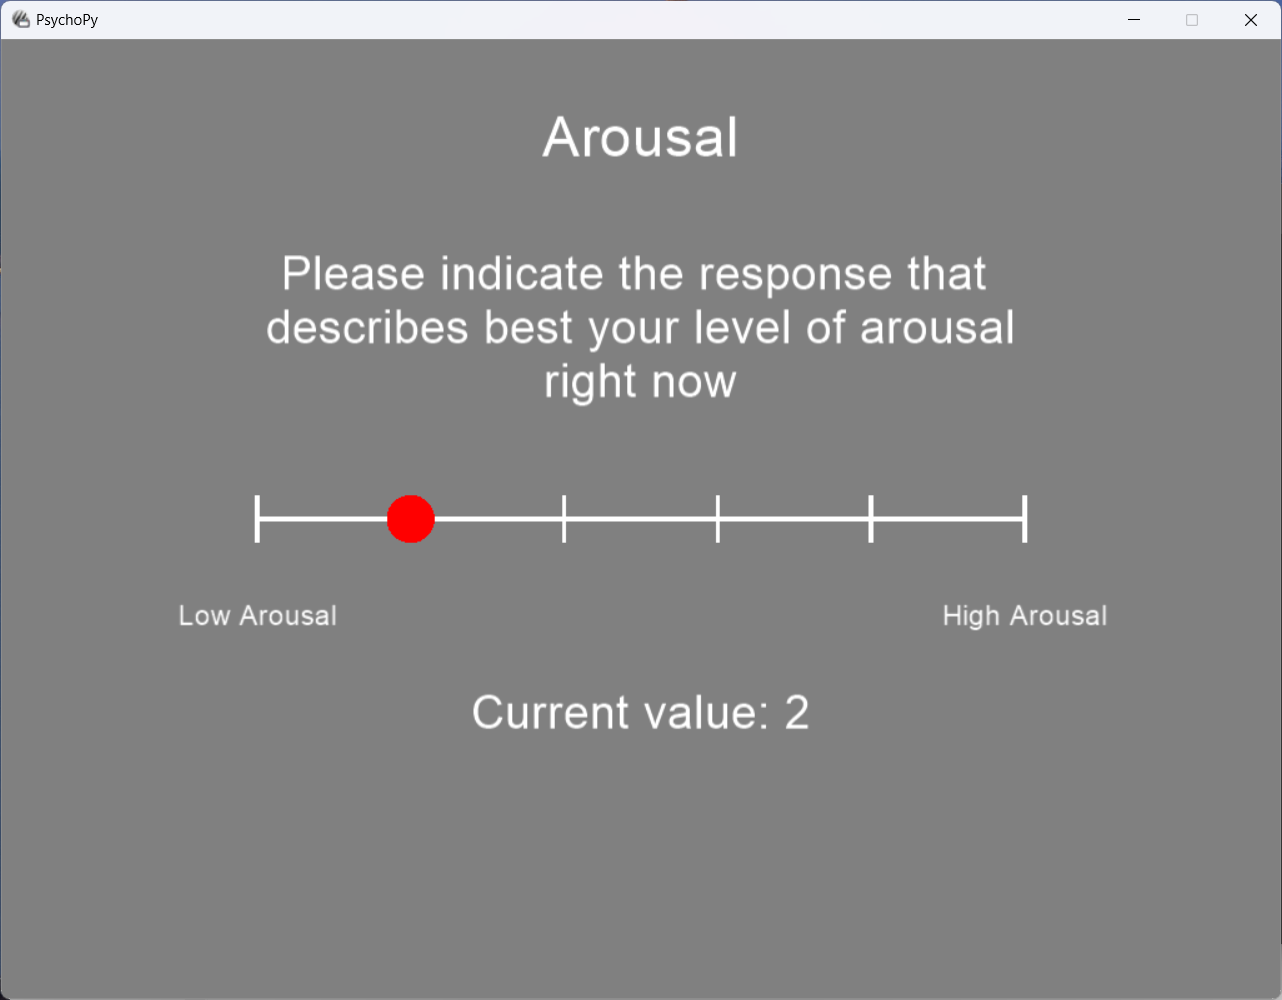 PsychoPy
Arousal
Please indicate the response that
describes best your level of arousal
right now
Low Arousal
High Arousal
Current value: 2